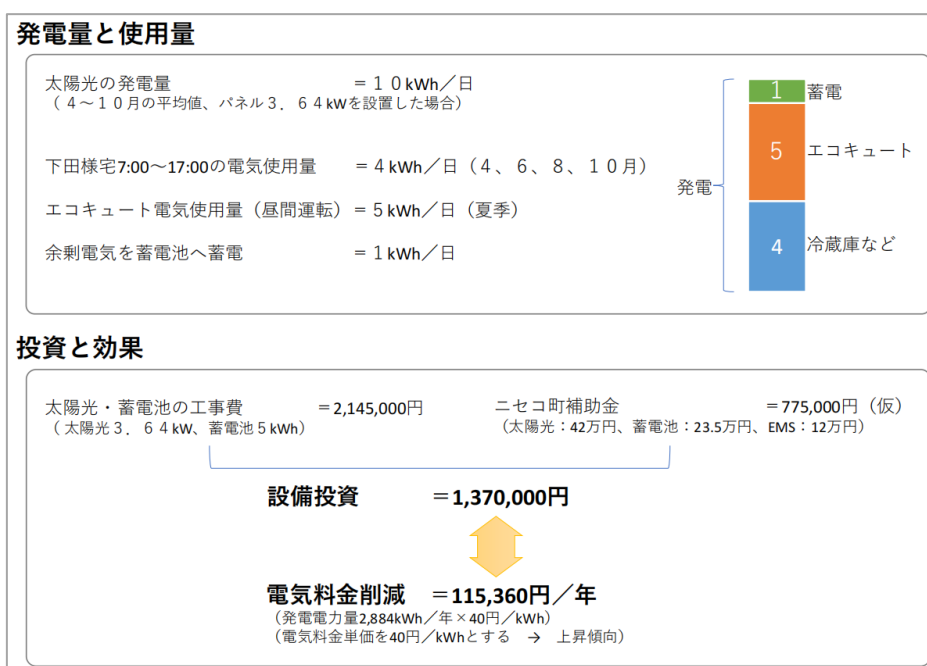 発電量と使用量
太陽光の発電量 ＝１０kWh／日
（４～１０月の平均値、パネル３．６４kWを設置した場合）
下田様宅7:00～17:00の電気使用量 ＝４kWh／日（４、６、８、１０月）
エコキュート電気使用量（昼間運転）＝５kWh／日（夏季）
余剰電気を蓄電池へ蓄電 ＝１kWh／日
発電
1 蓄電
5 エコキュート
4 冷蔵庫など
投資と効果
太陽光・蓄電池の工事費 ＝2,145,000円
（太陽光３．６４kW、蓄電池５kWh）
ニセコ町補助金 ＝775,000円（仮）
（太陽光：42万円、蓄電池：23.5万円、EMS：12万円）
設備投資 ＝1,370,000円
電気料金削減 ＝115,360円／年
（発電電力量2,884kWh／年×40円／kWh）
（電気料金単価を40円／kWhとする → 上昇傾向）